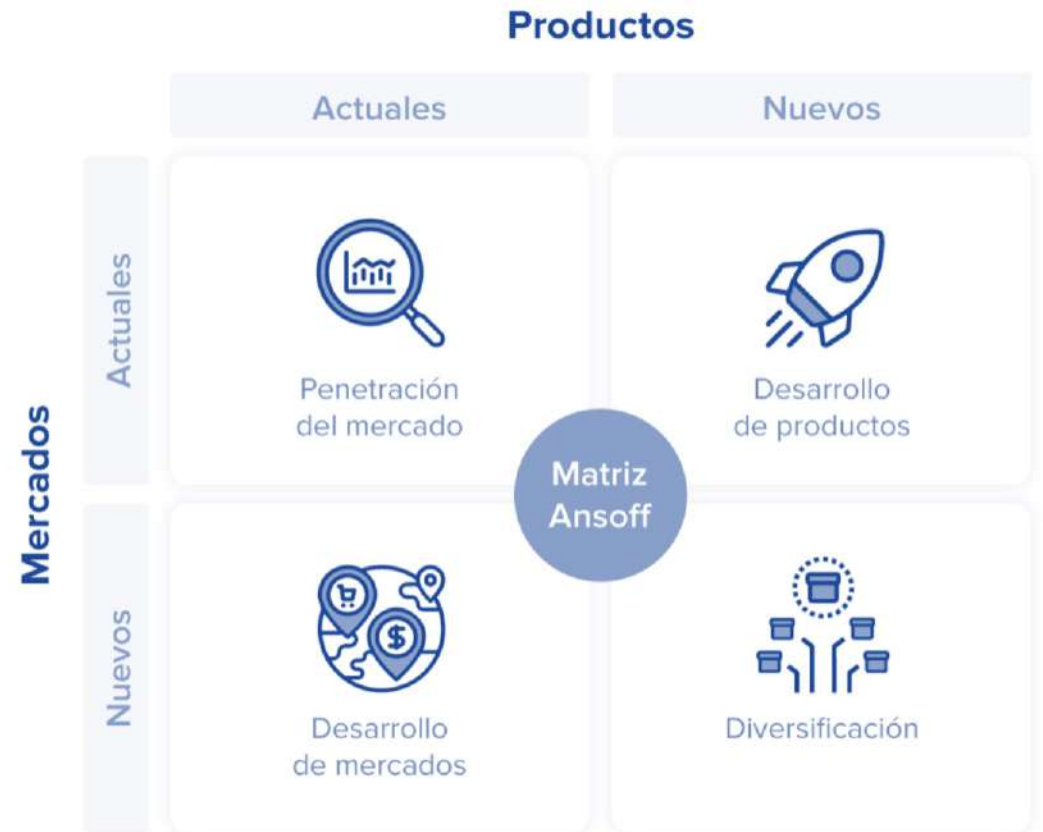 Productos
Actuales
Nuevos
Mercados
Actuales
Penetración
del mercado
Desarrollo
de productos
Matriz
Ansoff
Nuevos
$
Desarrollo
de mercados
Diversificación